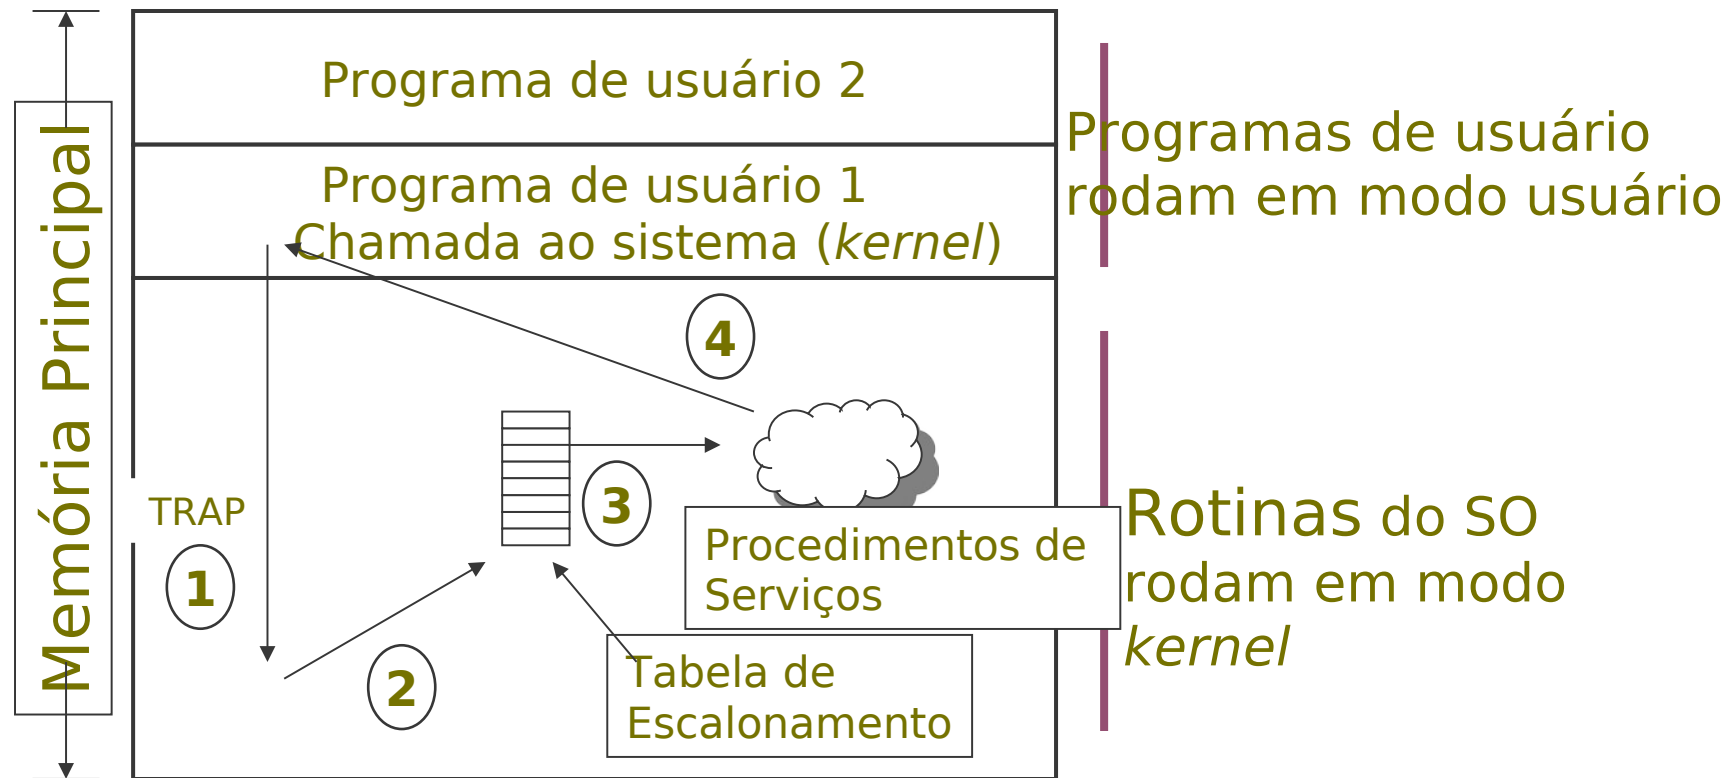 Memória Principal
Programa de usuário 2
Programa de usuário 1
Chamada ao sistema (kernel)
Programas de usuário
rodam em modo usuário
4
3
TRAP
1
2
Procedimentos de
Serviços
Tabela de
Escalonamento
Rotinas do SO
rodam em modo
kernel